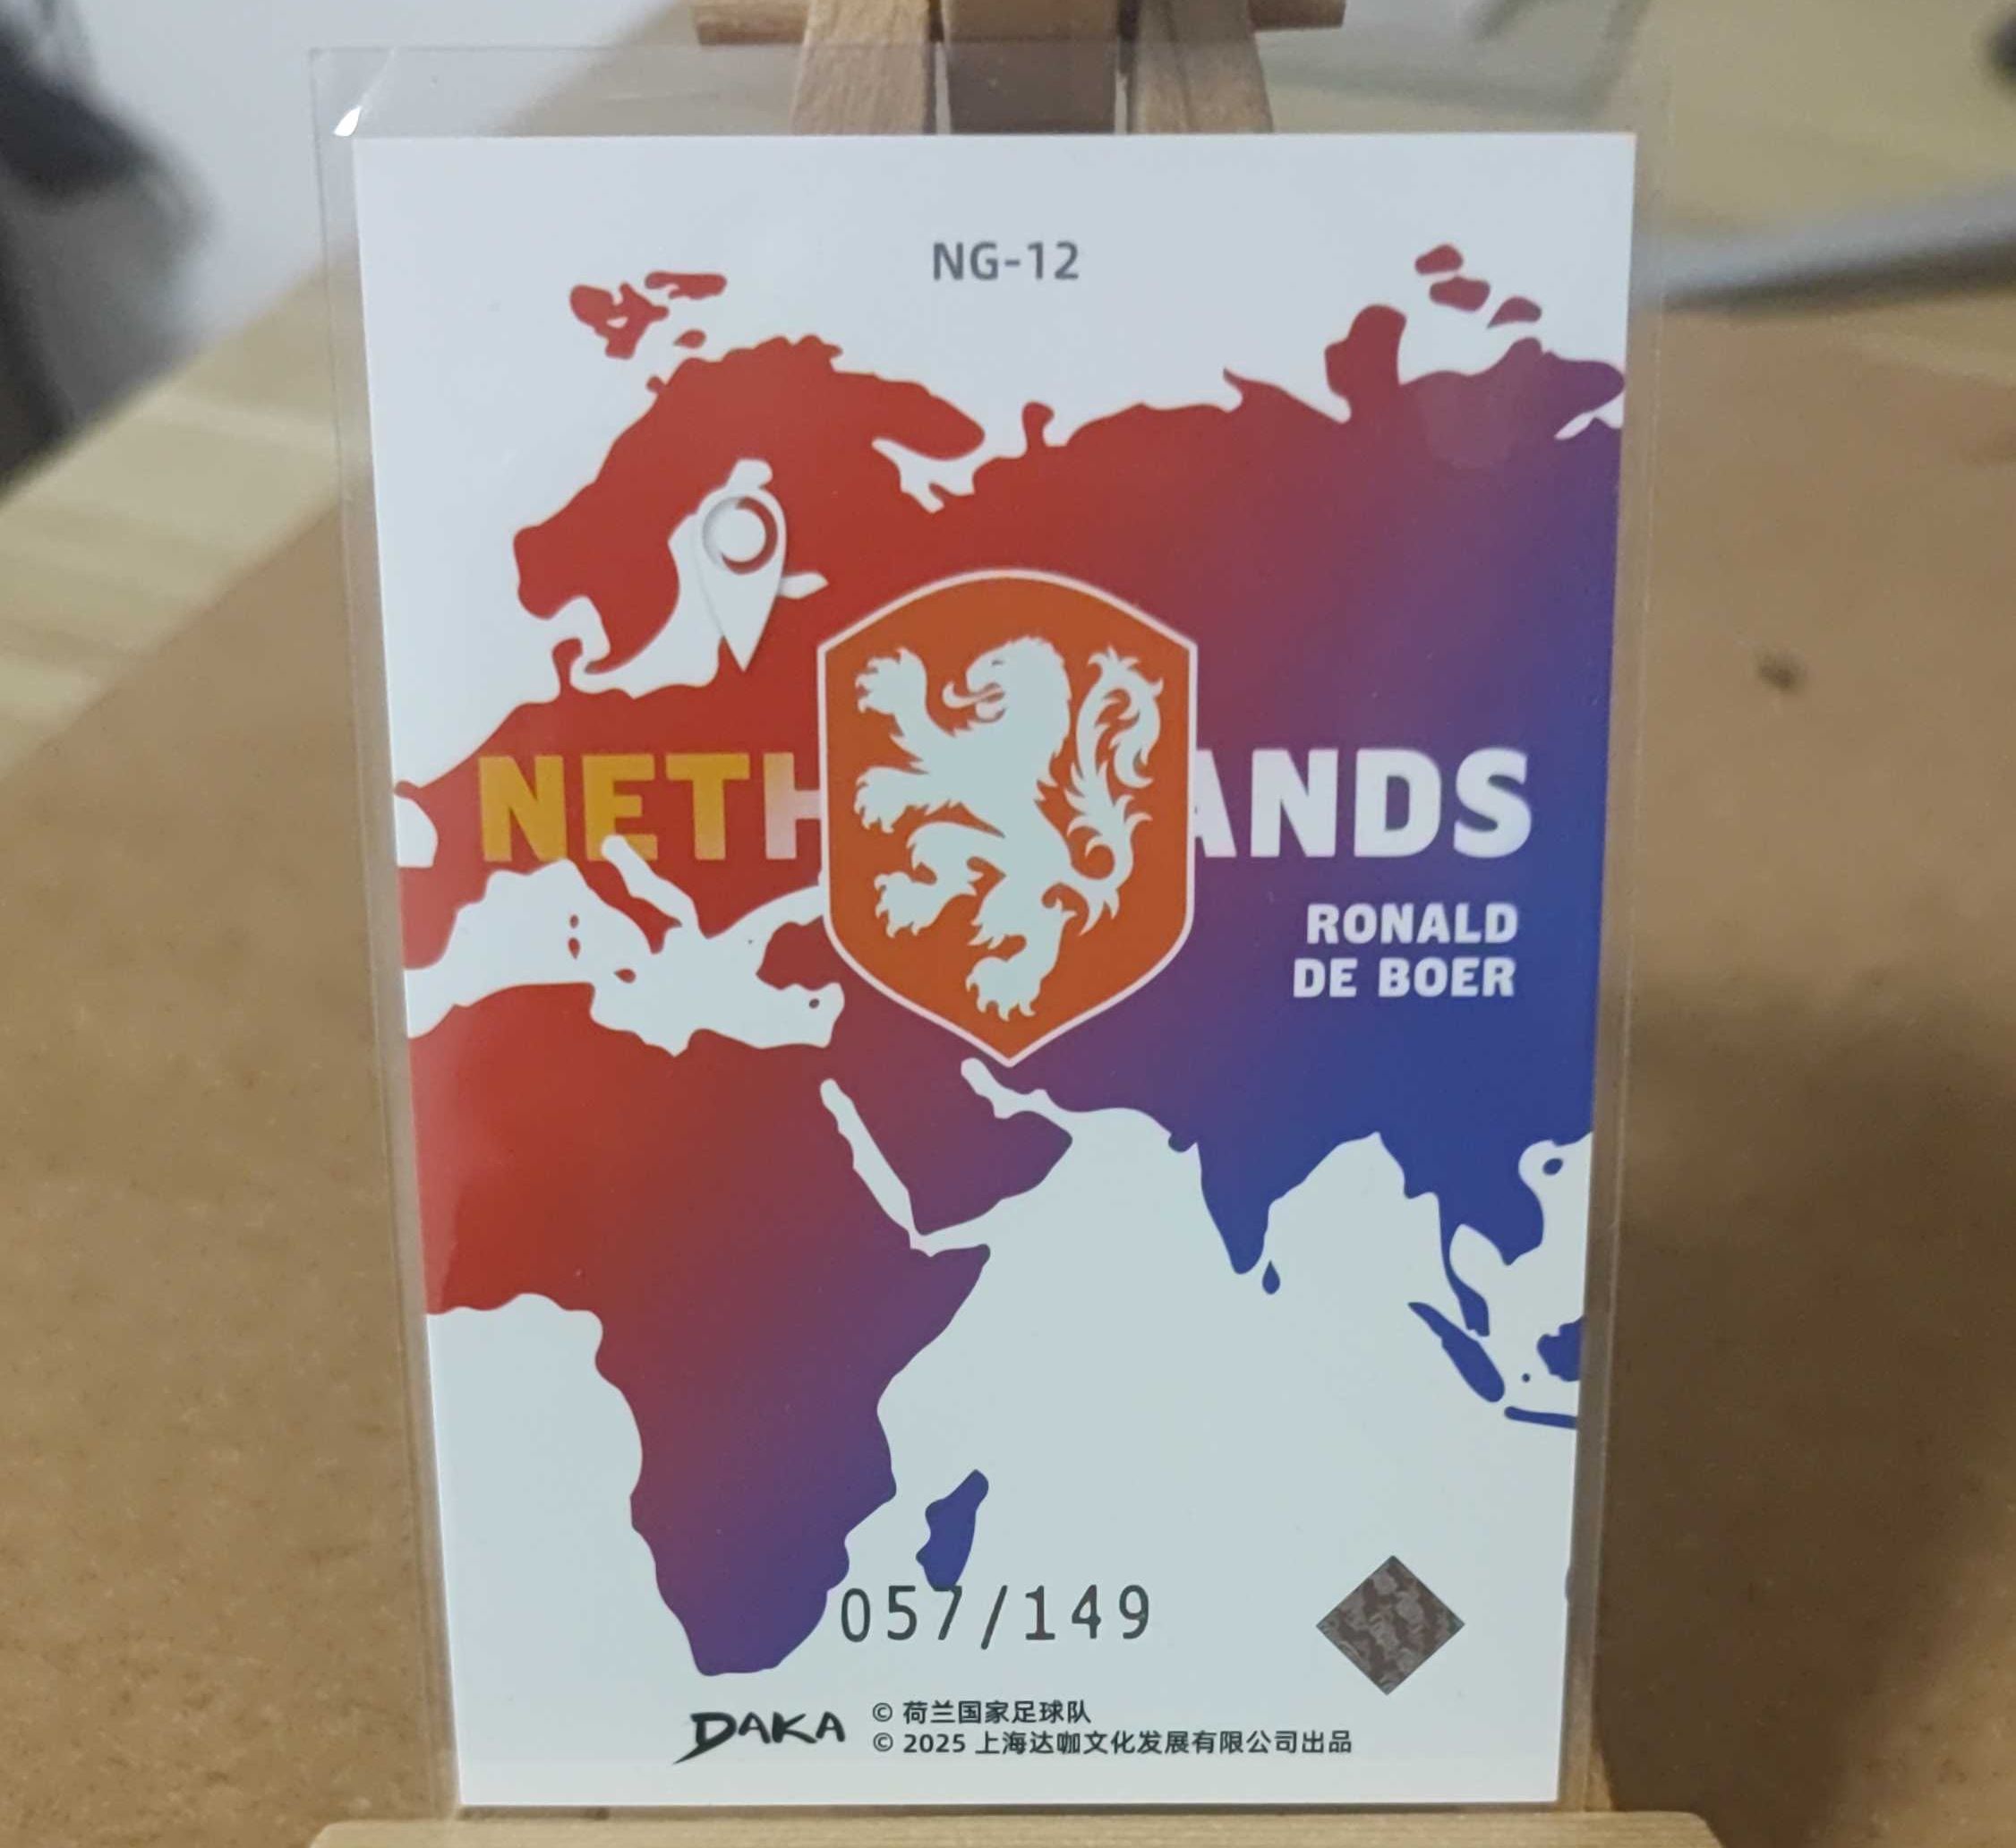 NG-12
NETH ANDS
RONALD
DE BOER
057/149
DAKA
© 荷兰国家足球队
© 2025 上海达咖文化发展有限公司出品